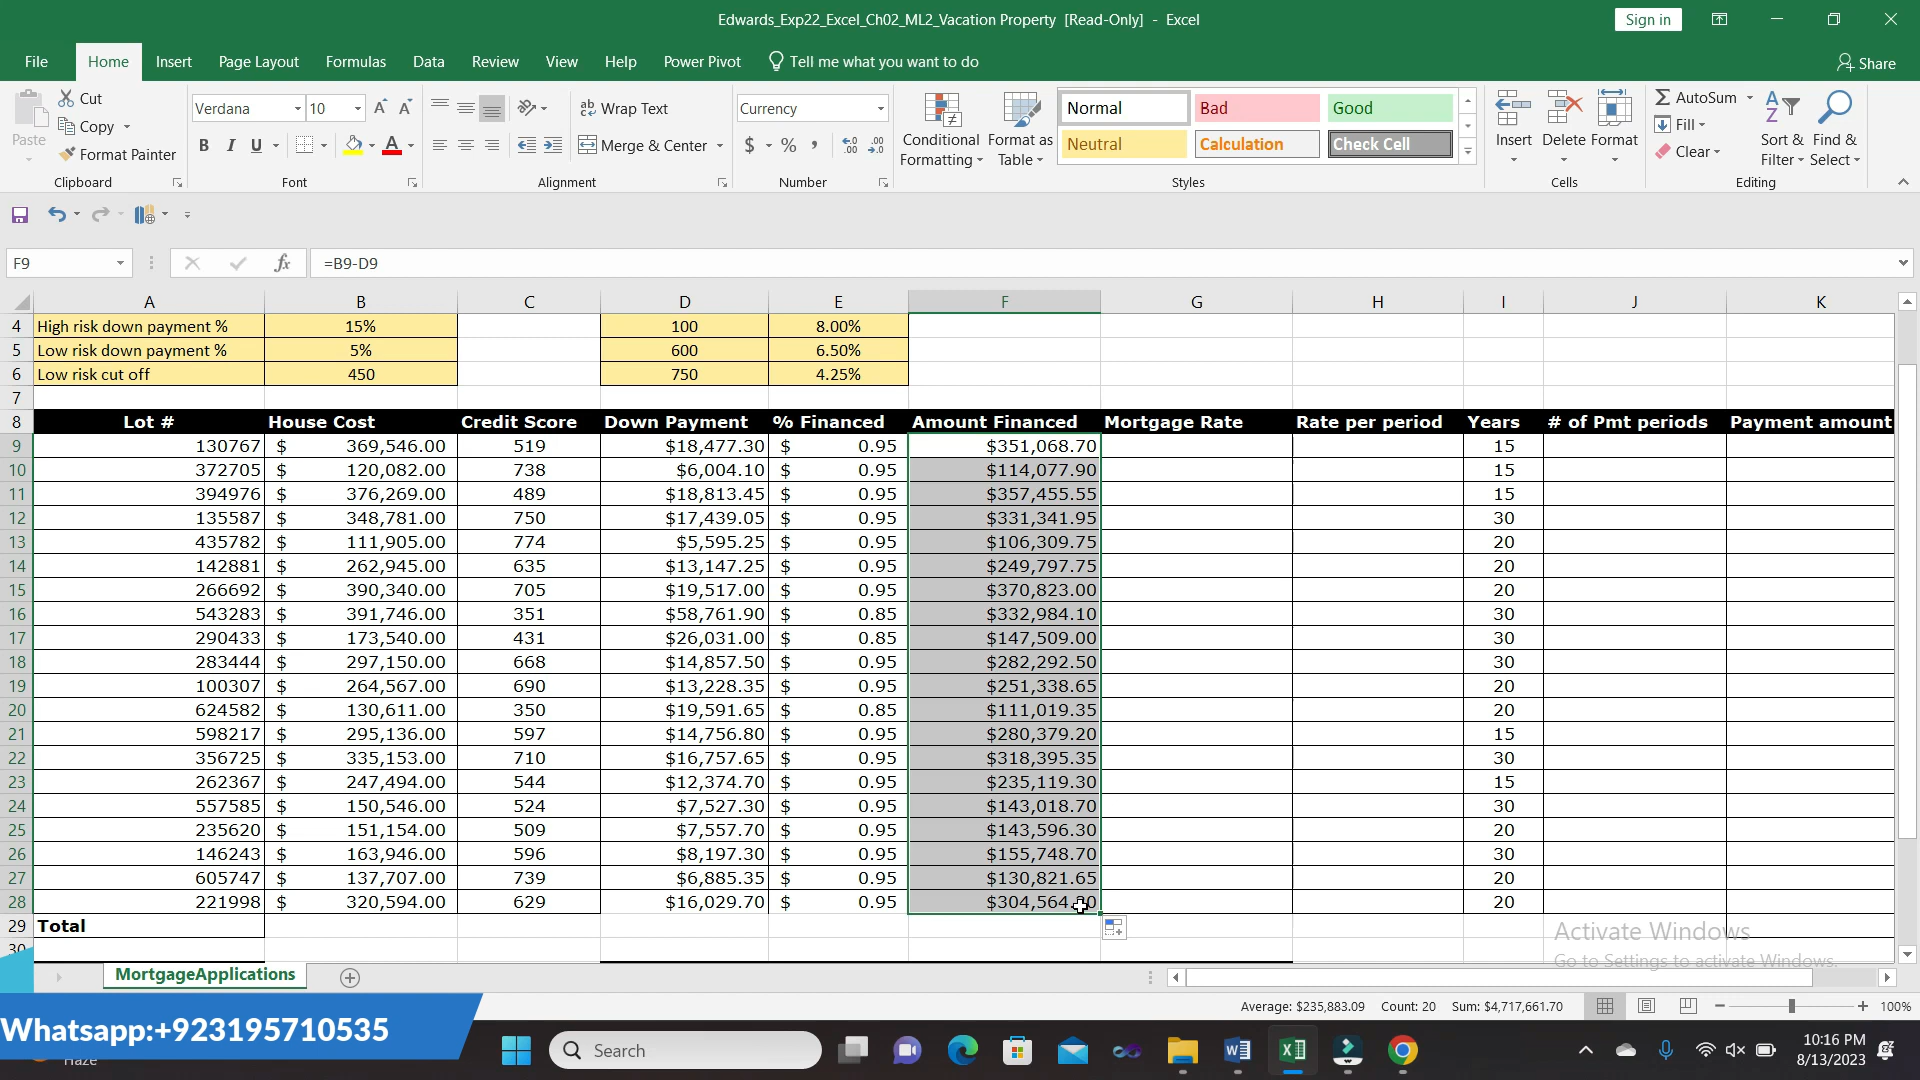 Edwards_Exp22_Excel_Ch02_ML2_Vacation Property [Read-Only] - Excel
Sign in
File Home Insert Page Layout Formulas Data Review View Help Power Pivot Tell me what you want to do Share
Paste Cut Copy Format Painter Clipboard
Verdana 10 B I U A Font
Wrap Text Merge & Center Alignment
Currency $ % , Number
Conditional Formatting Format as Table
Normal Bad Good
Neutral Calculation Check Cell
Styles
Insert Delete Format Cells
AutoSum Fill Clear Sort & Filter Find & Select Editing
F9 fx =B9-D9
A B C D E F G H I J K
4 High risk down payment % 15% 100 8.00%
5 Low risk down payment % 5% 600 6.50%
6 Low risk cut off 450 750 4.25%
7
8 Lot # House Cost Credit Score Down Payment % Financed Amount Financed Mortgage Rate Rate per period Years # of Pmt periods Payment amount
9 130767 $ 369,546.00 519 $18,477.30 $ 0.95 $351,068.70 15
10 372705 $ 120,082.00 738 $6,004.10 $ 0.95 $114,077.90 15
11 394976 $ 376,269.00 489 $18,813.45 $ 0.95 $357,455.55 15
12 135587 $ 348,781.00 750 $17,439.05 $ 0.95 $331,341.95 30
13 435782 $ 111,905.00 774 $5,595.25 $ 0.95 $106,309.75 20
14 142881 $ 262,945.00 635 $13,147.25 $ 0.95 $249,797.75 20
15 266692 $ 390,340.00 705 $19,517.00 $ 0.95 $370,823.00 20
16 543283 $ 391,746.00 351 $58,761.90 $ 0.85 $332,984.10 30
17 290433 $ 173,540.00 431 $26,031.00 $ 0.85 $147,509.00 30
18 283444 $ 297,150.00 668 $14,857.50 $ 0.95 $282,292.50 30
19 100307 $ 264,567.00 690 $13,228.35 $ 0.95 $251,338.65 20
20 624582 $ 130,611.00 350 $19,591.65 $ 0.85 $111,019.35 20
21 598217 $ 295,136.00 597 $14,756.80 $ 0.95 $280,379.20 15
22 356725 $ 335,153.00 710 $16,757.65 $ 0.95 $318,395.35 30
23 262367 $ 247,494.00 544 $12,374.70 $ 0.95 $235,119.30 15
24 557585 $ 150,546.00 524 $7,527.30 $ 0.95 $143,018.70 30
25 235620 $ 151,154.00 509 $7,557.70 $ 0.95 $143,596.30 20
26 146243 $ 163,946.00 596 $8,197.30 $ 0.95 $155,748.70 30
27 605747 $ 137,707.00 739 $6,885.35 $ 0.95 $130,821.65 20
28 221998 $ 320,594.00 629 $16,029.70 $ 0.95 20
29 Total
30
Activate Windows
Go to Settings to activate Windows.
MortgageApplications
Average: $235,883.09 Count: 20 Sum: $4,717,661.70 100%
Whatsapp:+923195710535
Haze
Search
10:16 PM
8/13/2023